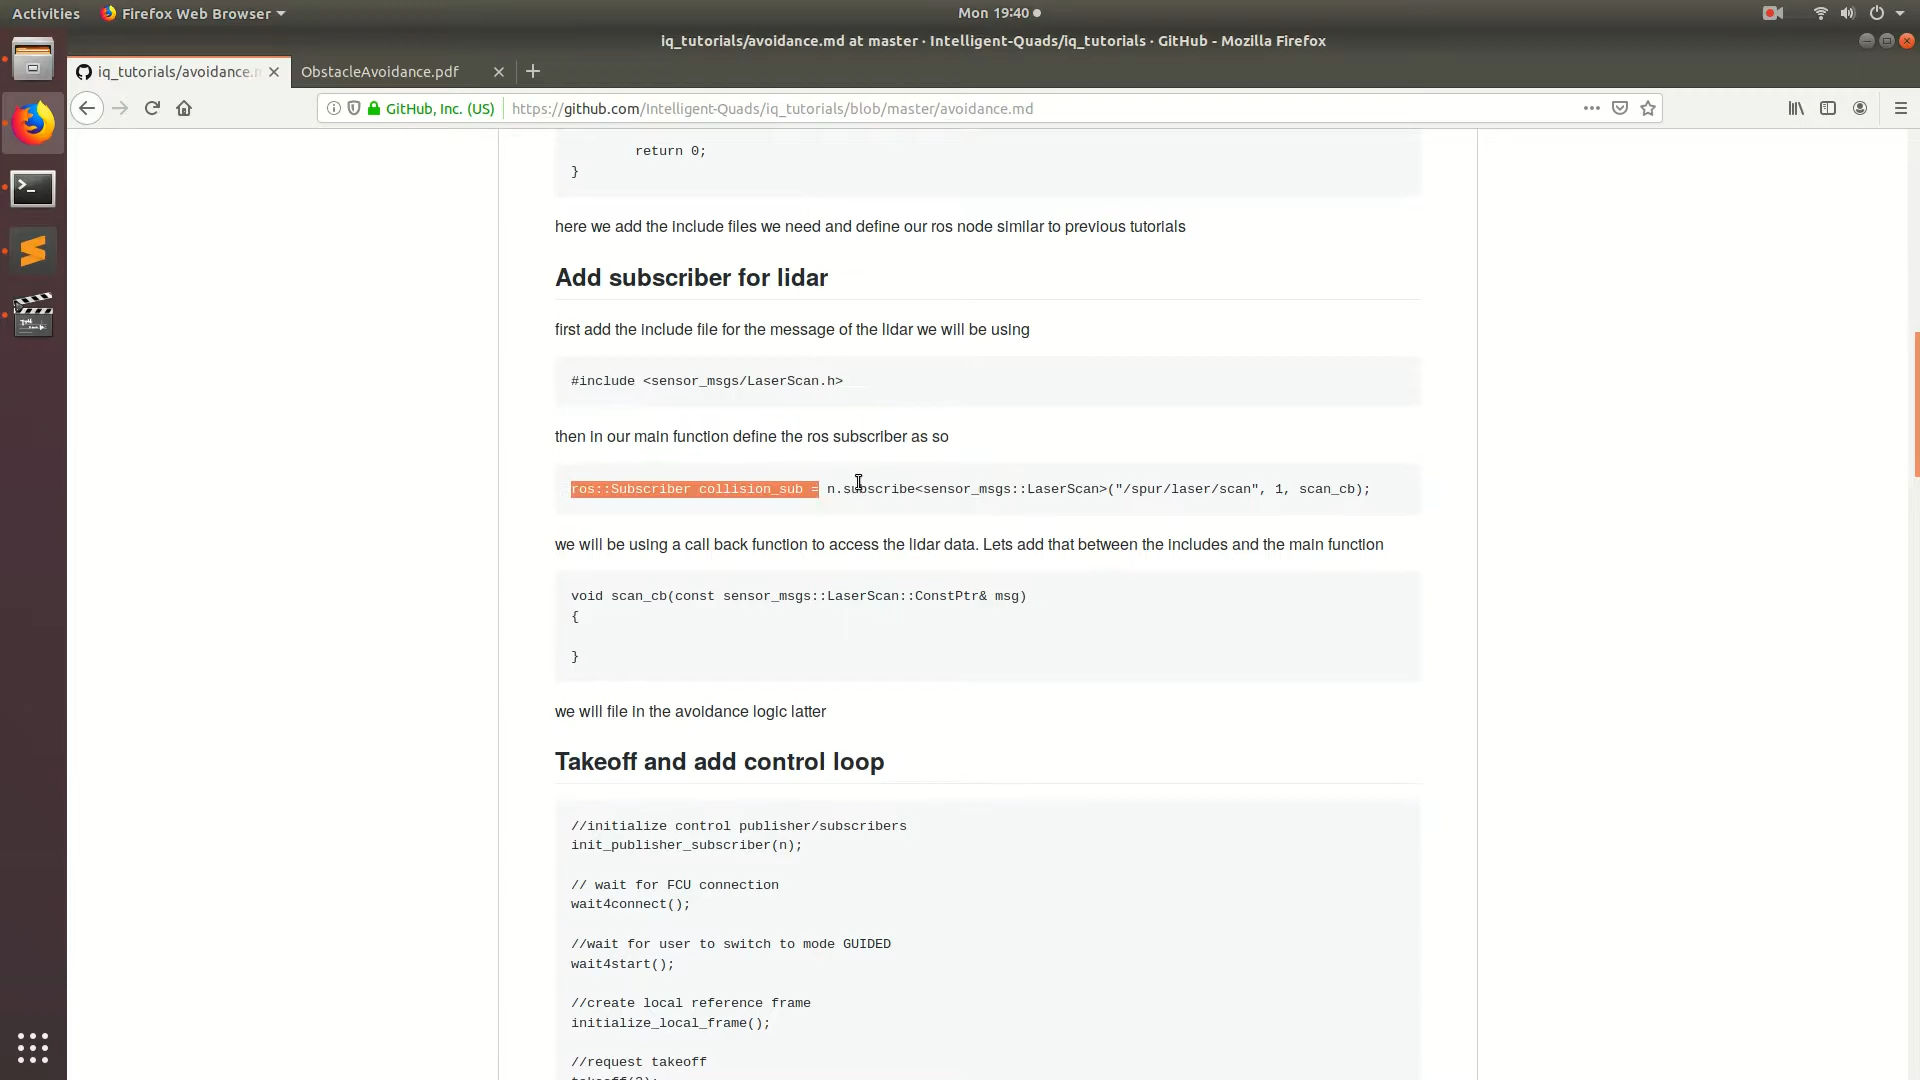 Activities
Firefox Web Browser
Mon 19:40
iq_tutorials/avoidance.md at master · Intelligent-Quads/iq_tutorials · GitHub - Mozilla Firefox
iq_tutorials/avoidance.m
ObstacleAvoidance.pdf
GitHub, Inc. (US)
https://github.com/Intelligent-Quads/iq_tutorials/blob/master/avoidance.md
return 0;
}
here we add the include files we need and define our ros node similar to previous tutorials
Add subscriber for lidar
first add the include file for the message of the lidar we will be using
#include <sensor_msgs/LaserScan.h>
then in our main function define the ros subscriber as so
ros::Subscriber collision_sub = n.subscribe<sensor_msgs::LaserScan>("/spur/laser/scan", 1, scan_cb);
we will be using a call back function to access the lidar data. Lets add that between the includes and the main function
void scan_cb(const sensor_msgs::LaserScan::ConstPtr& msg)
{
}
we will file in the avoidance logic latter
Takeoff and add control loop
//initialize control publisher/subscribers
init_publisher_subscriber(n);
// wait for FCU connection
wait4connect();
//wait for user to switch to mode GUIDED
wait4start();
//create local reference frame
initialize_local_frame();
//request takeoff